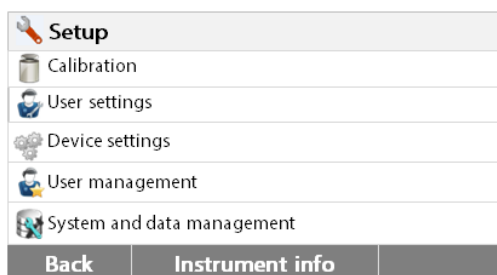 Setup
Calibration
User settings
Device settings
User management
System and data management
Back Instrument info